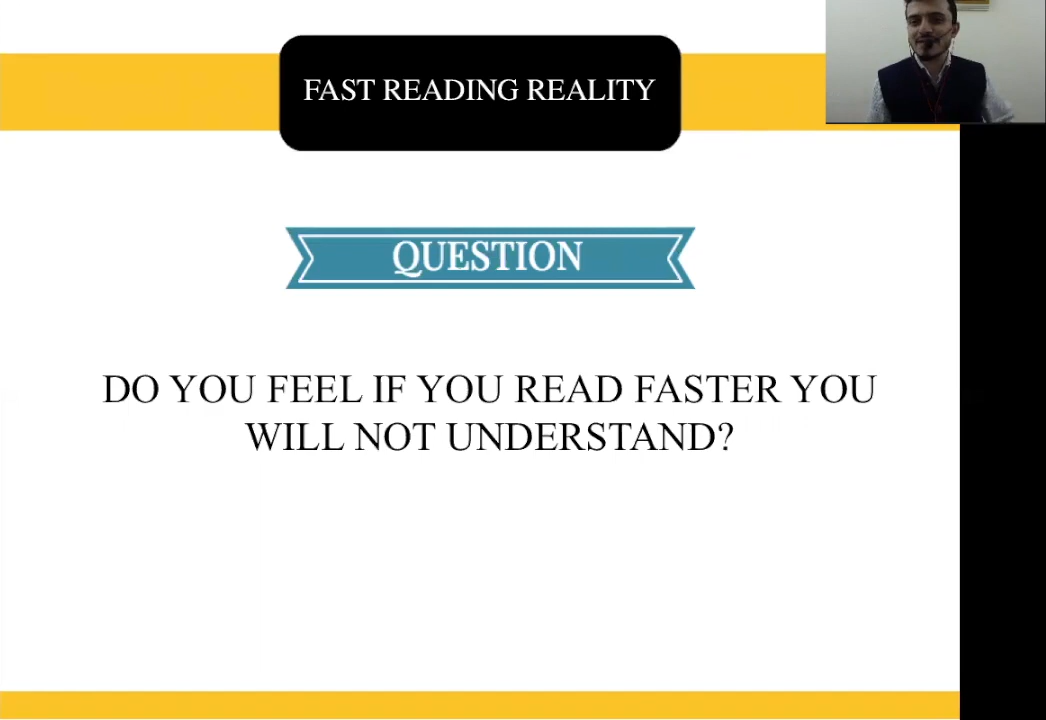 FAST READING REALITY
QUESTION
DO YOU FEEL IF YOU READ FASTER YOU
WILL NOT UNDERSTAND?